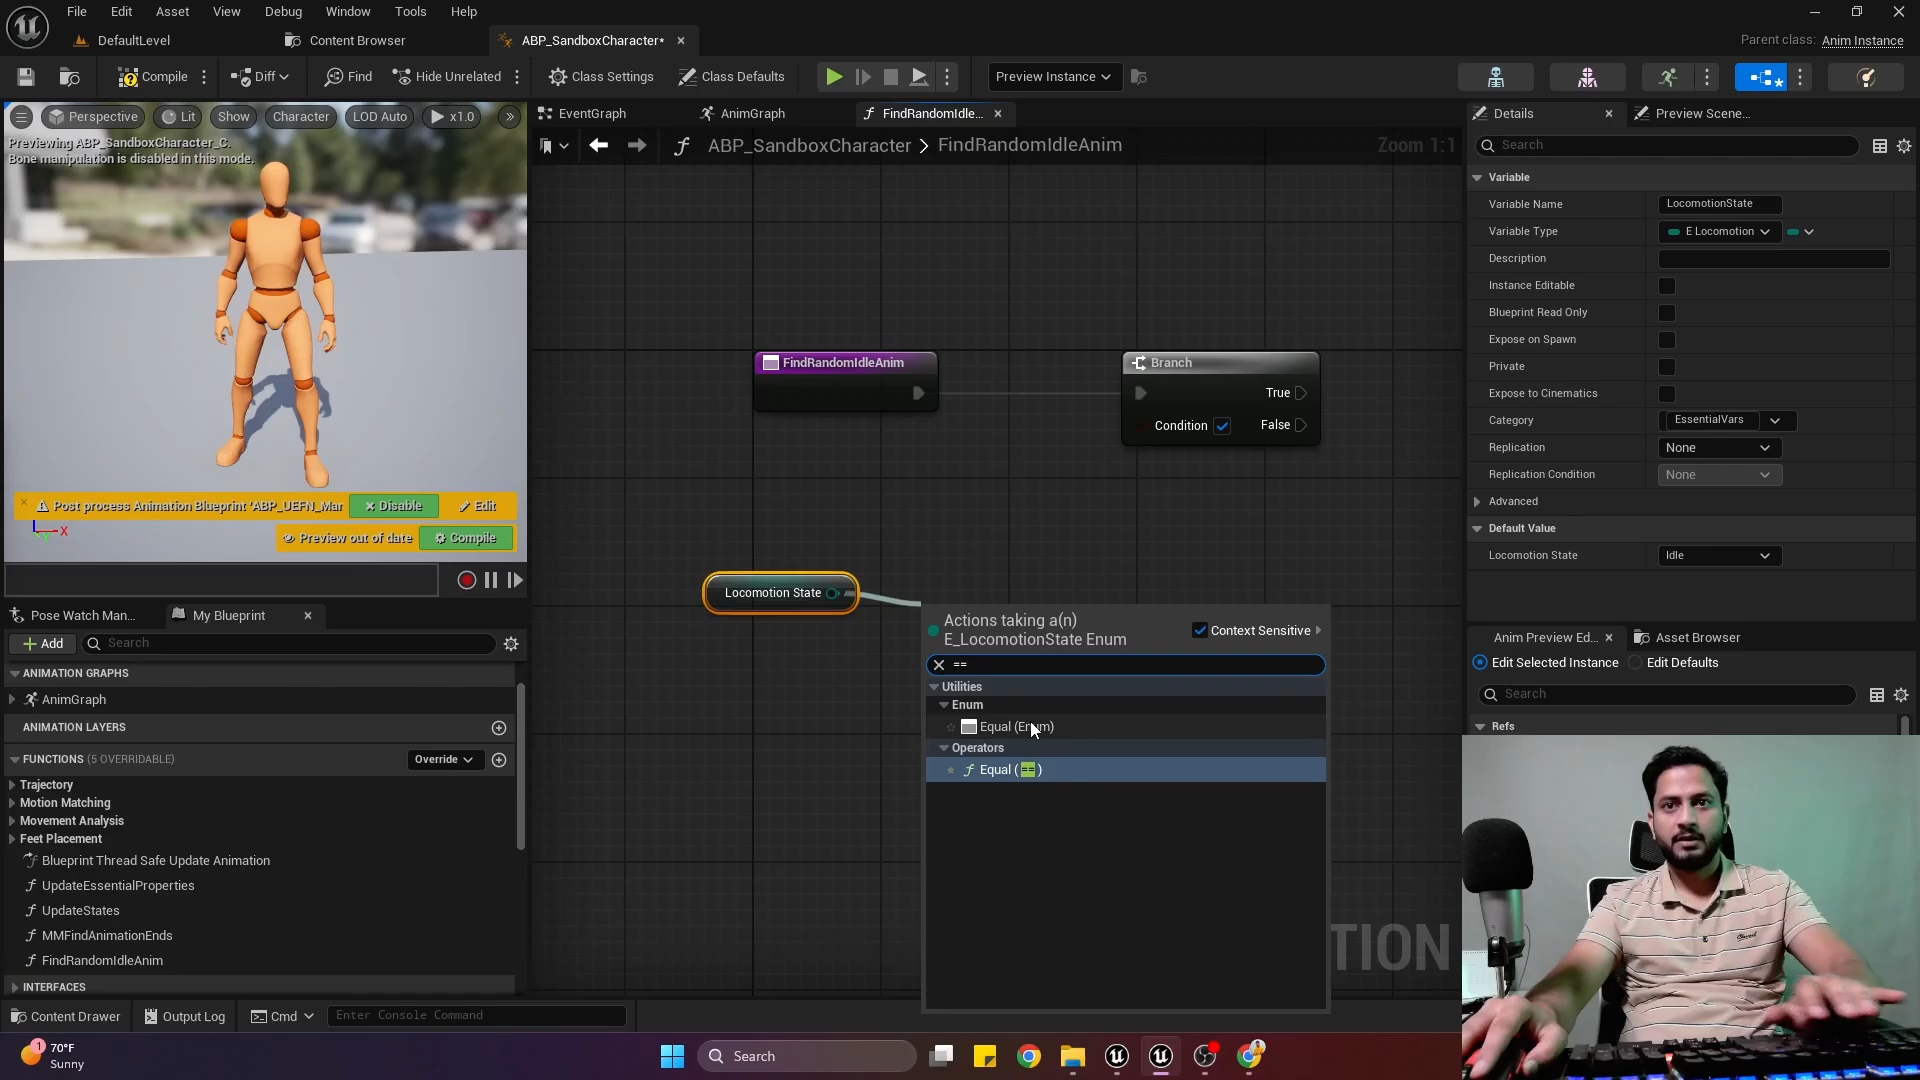 File Edit Asset View Debug Window Tools Help
DefaultLevel Content Browser ABP_SandboxCharacter*
Parent class: Anim Instance
Compile Diff Find Hide Unrelated Class Settings Class Defaults Preview Instance
Perspective Lit Show Character LOD Auto x1.0
Previewing ABP_SandboxCharacter_C.
Bone manipulation is disabled in this mode.
Post process Animation Blueprint 'ABP_UEFN_Mar Disable Edit
X
Preview out of date Compile
Pose Watch Man... My Blueprint
Add Search
ANIMATION GRAPHS
AnimGraph
ANIMATION LAYERS
FUNCTIONS (5 OVERRIDABLE) Override
Trajectory
Motion Matching
Movement Analysis
Feet Placement
Blueprint Thread Safe Update Animation
UpdateEssentialProperties
UpdateStates
MMFindAnimationEnds
FindRandomIdleAnim
INTERFACES
EventGraph AnimGraph FindRandomIdle...
ABP_SandboxCharacter > FindRandomIdleAnim Zoom 1:1
FindRandomIdleAnim
Branch
True
Condition False
Locomotion State
Actions taking a(n)
E_LocomotionState Enum
Context Sensitive
==
Utilities
Enum
Equal (Enum)
Operators
Equal (==)
TION
Details Preview Scene...
Search
Variable
Variable Name LocomotionState
Variable Type E Locomotion
Description
Instance Editable
Blueprint Read Only
Expose on Spawn
Private
Expose to Cinematics
Category EssentialVars
Replication None
Replication Condition None
Advanced
Default Value
Locomotion State Idle
Anim Preview Ed... Asset Browser
Edit Selected Instance Edit Defaults
Search
Refs
Content Drawer Output Log Cmd Enter Console Command
1
70°F
Sunny
Search